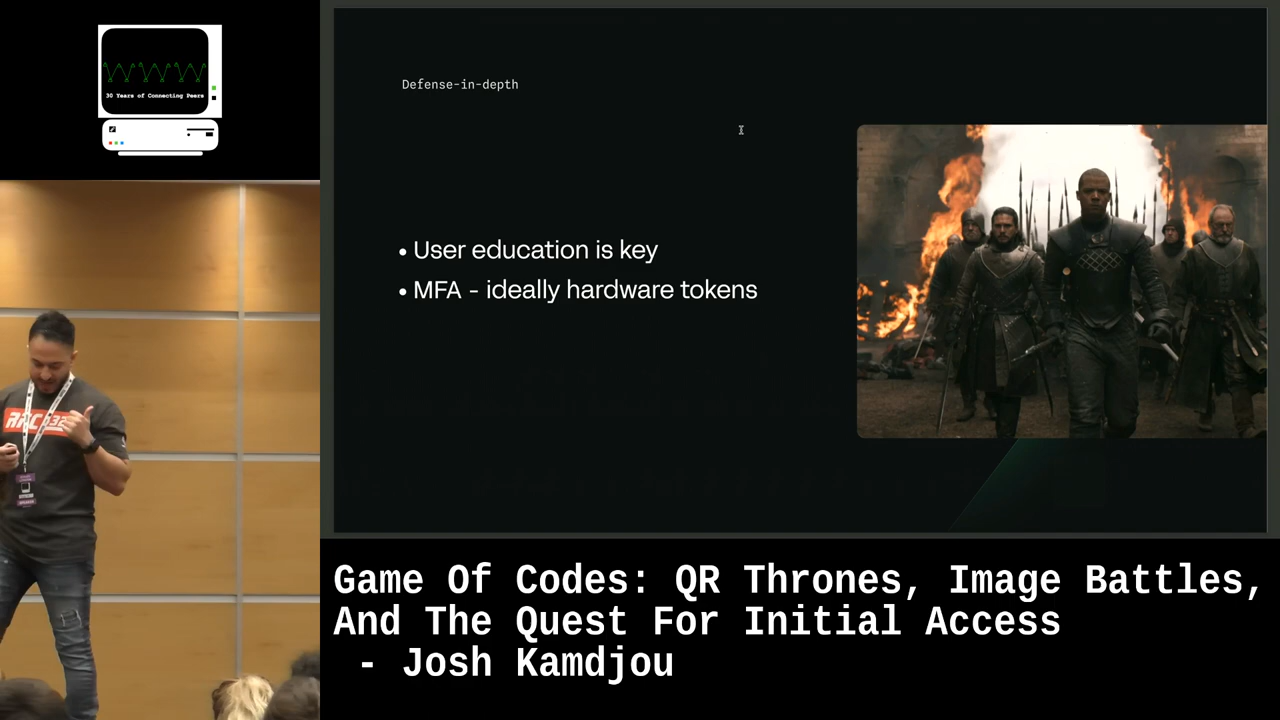 30 Years of Connecting Peers
Defense-in-depth
• User education is key
• MFA - ideally hardware tokens
Game Of Codes: QR Thrones, Image Battles,
And The Quest For Initial Access
- Josh Kamdjou